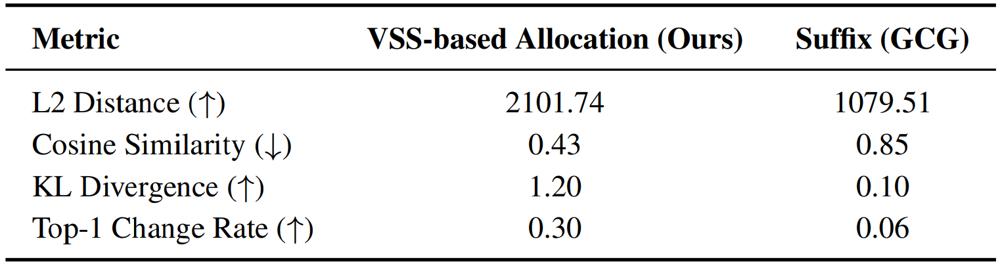 Metric VSS-based Allocation (Ours) Suffix (GCG)
L2 Distance (↑) 2101.74 1079.51
Cosine Similarity (↓) 0.43 0.85
KL Divergence (↑) 1.20 0.10
Top-1 Change Rate (↑) 0.30 0.06